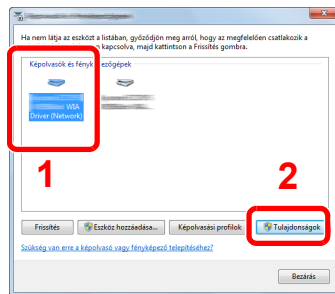 Ha nem látja az eszközt a listában, győződjön meg arról, hogy az megfelelően csatlakozik a
kapcsolva, majd kattintson a Frissítés gombra.
Képolvasók és fényk ezőgépek
WIA
Driver (Network)
1
2
Frissítés
Eszköz hozzáadása...
Képolvasási profilok
Tulajdonságok
Szükség van erre a képolvasó vagy fényképező telepítéséhez?
Bezárás